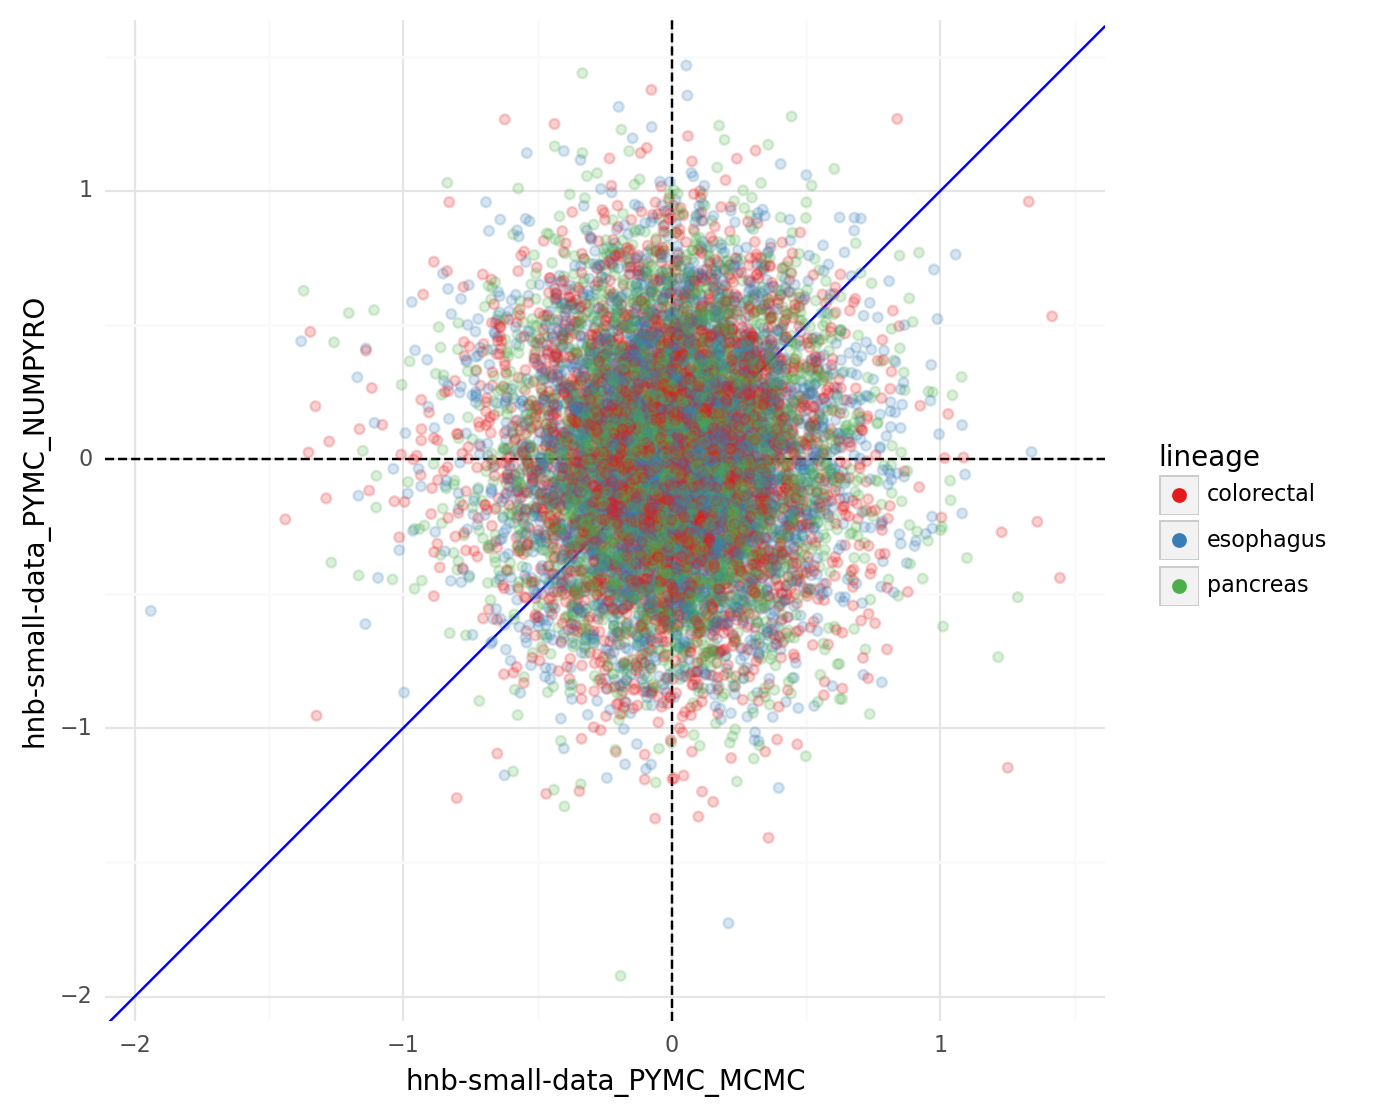 hnb-small-data_PYMC_NUMPYRO
1
0
−1
−2
−2
−1
0
1
hnb-small-data_PYMC_MCMC
lineage
colorectal
esophagus
pancreas